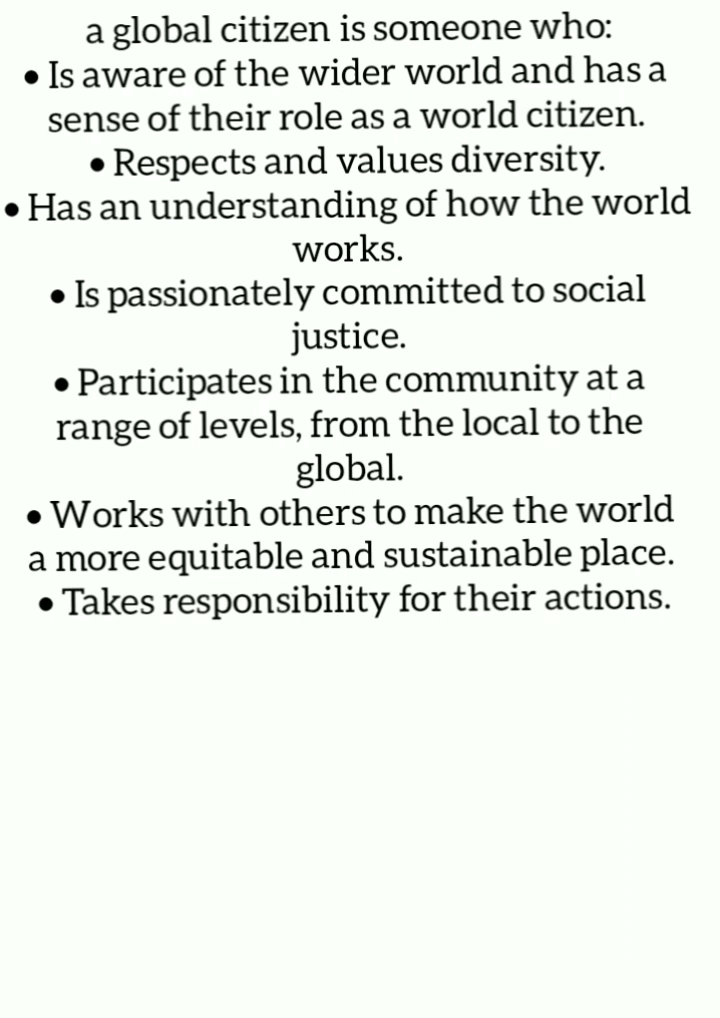 a global citizen is someone who:
• Is aware of the wider world and has a
sense of their role as a world citizen.
• Respects and values diversity.
• Has an understanding of how the world
works.
• Is passionately committed to social
justice.
• Participates in the community at a
range of levels, from the local to the
global.
• Works with others to make the world
a more equitable and sustainable place.
• Takes responsibility for their actions.